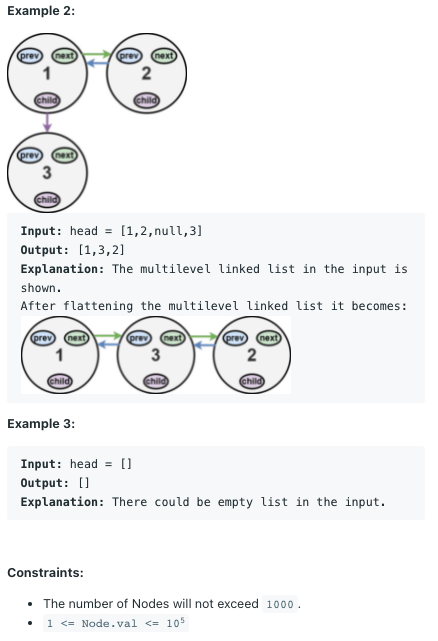 Example 2:
prev next prev next
1 2
child child
prev next
3
child
Input: head = [1,2,null,3]
Output: [1,3,2]
Explanation: The multilevel linked list in the input is
shown.
After flattening the multilevel linked list it becomes:
prev next prev next prev next
1 3 2
child child child
Example 3:
Input: head = []
Output: []
Explanation: There could be empty list in the input.
Constraints:
• The number of Nodes will not exceed 1000 .
• 1 <= Node.val <= 10⁵